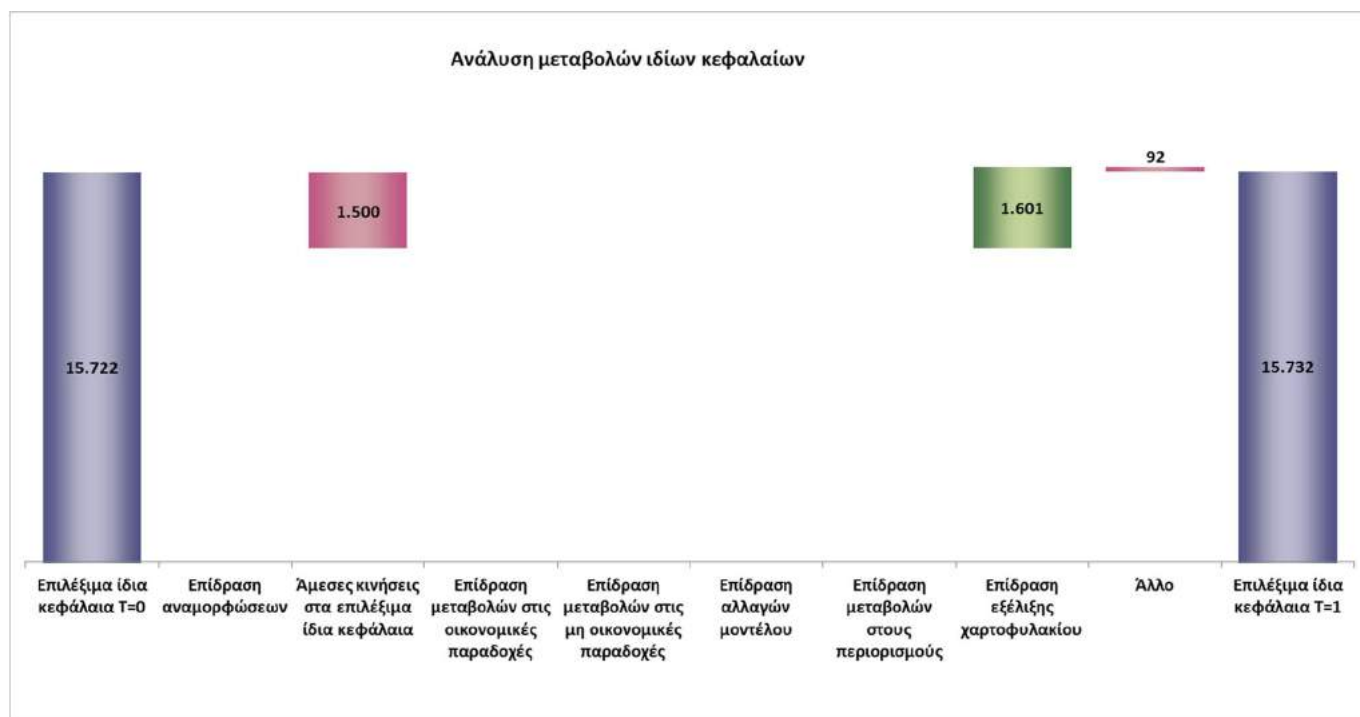 Ανάλυση μεταβολών ιδίων κεφαλαίων
92
1.500
1.601
15.722
15.732
Επιλέξιμα ίδια
κεφάλαια T=0
Επίδραση
αναμορφώσεων
Άμεσες κινήσεις
στα επιλέξιμα
ίδια κεφάλαια
Επίδραση
μεταβολών στις
οικονομικές
παραδοχές
Επίδραση
μεταβολών στις
μη οικονομικές
παραδοχές
Επίδραση
αλλαγών
μοντέλου
Επίδραση
μεταβολών
στους
περιορισμούς
Επίδραση
εξέλιξης
χαρτοφυλακίου
Άλλο
Επιλέξιμα ίδια
κεφάλαια T=1